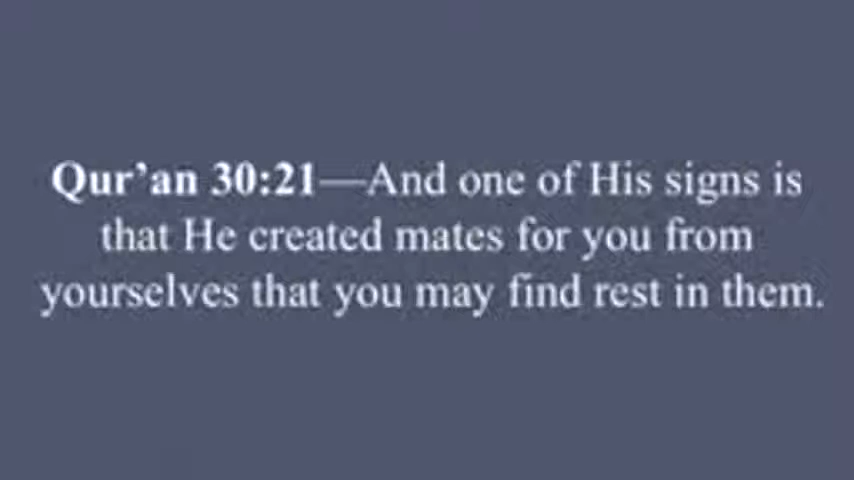 Qur’an 30:21—And one of His signs is
that He created mates for you from
yourselves that you may find rest in them.